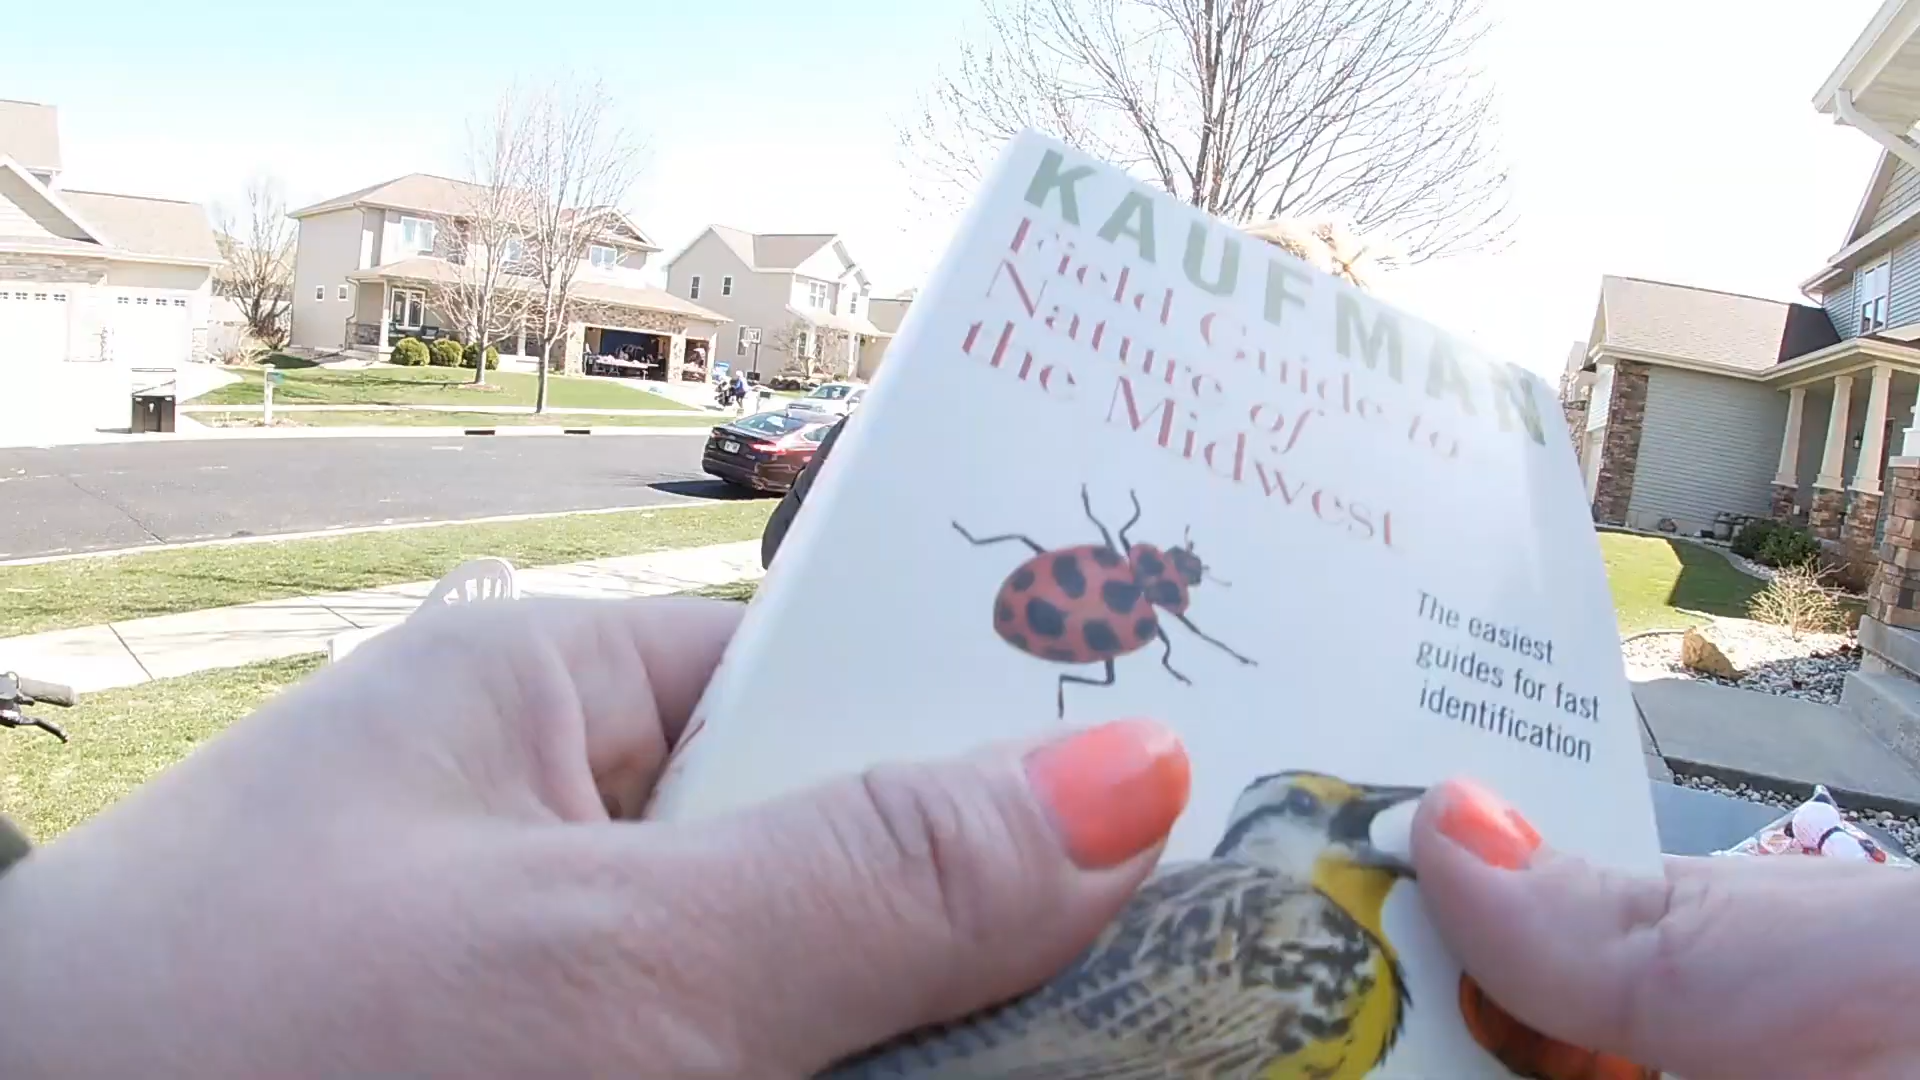 KAUFMAN
Field Guide to
Nature of
the Midwest
The easiest
guides for fast
identification